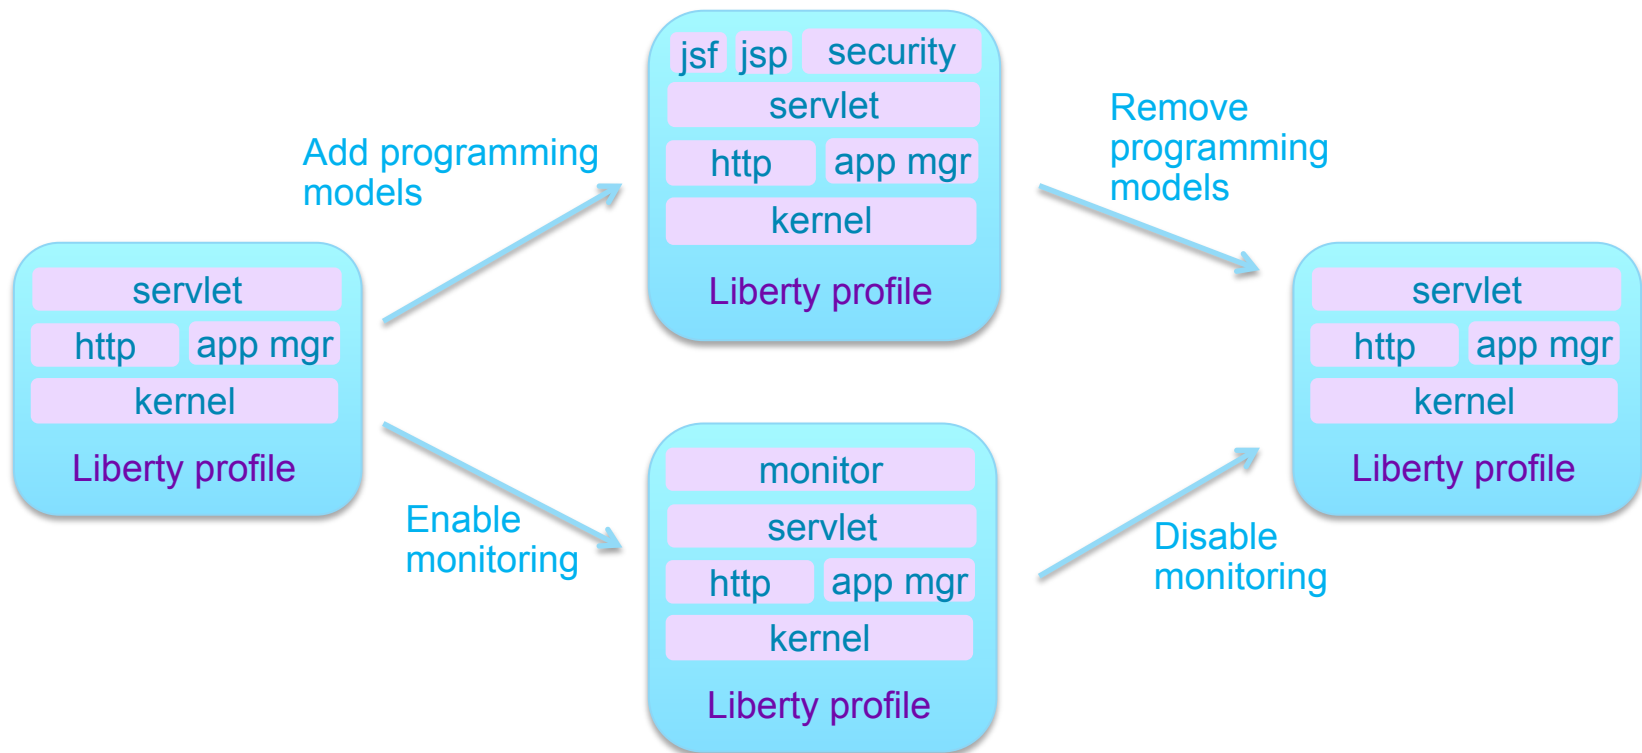 servlet
http app mgr
kernel
Liberty profile
Add programming
models
jsf jsp security
servlet
http app mgr
kernel
Liberty profile
Enable
monitoring
monitor
servlet
http app mgr
kernel
Liberty profile
Remove
programming
models
Disable
monitoring
servlet
http app mgr
kernel
Liberty profile